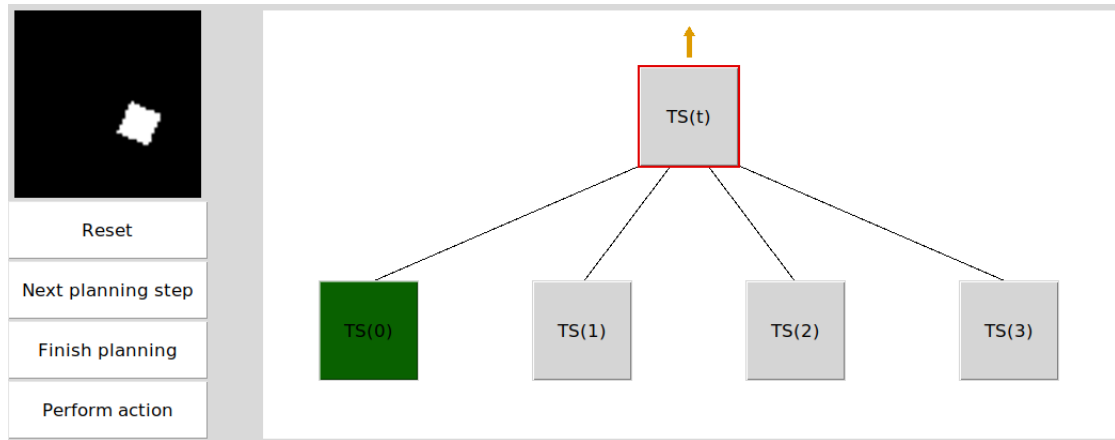 Reset
Next planning step
Finish planning
Perform action
TS(t)
TS(0)
TS(1)
TS(2)
TS(3)